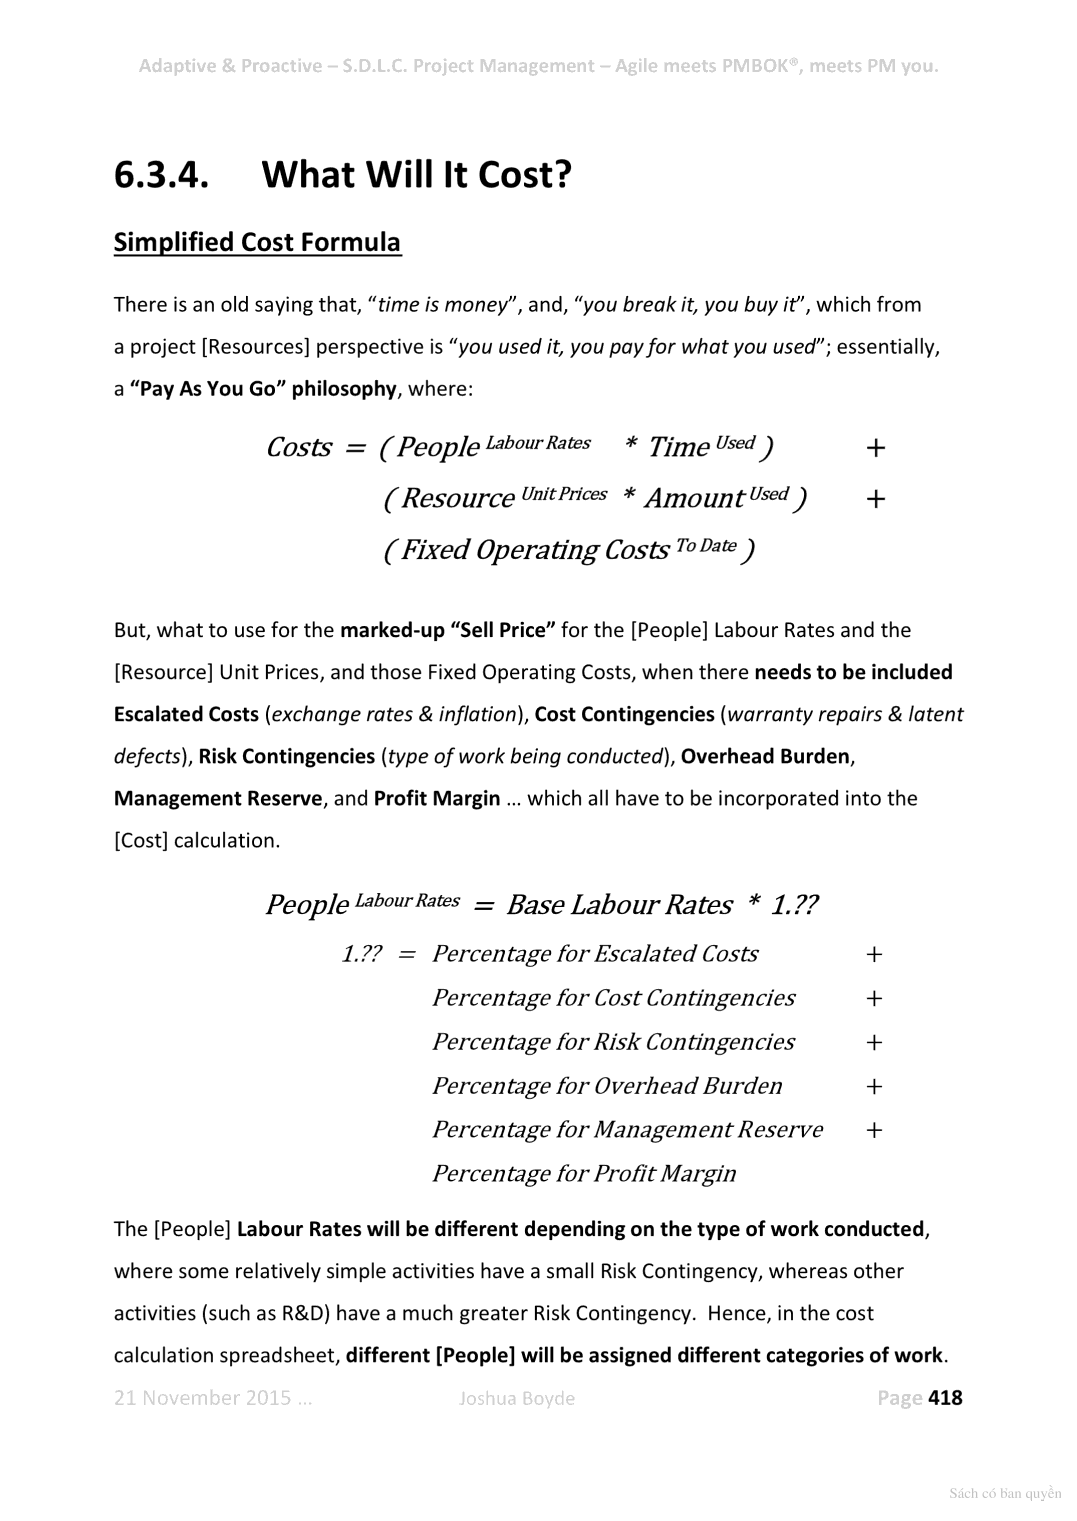 Adaptive & Proactive – S.D.L.C. Project Management – Agile meets PMBOK®, meets PM you.
6.3.4. What Will It Cost?
Simplified Cost Formula
There is an old saying that, “time is money”, and, “you break it, you buy it”, which from
a project [Resources] perspective is “you used it, you pay for what you used”; essentially,
a “Pay As You Go” philosophy, where:
Costs = ( People Labour Rates * Time Used ) +
( Resource Unit Prices * Amount Used ) +
( Fixed Operating Costs To Date )
But, what to use for the marked-up “Sell Price” for the [People] Labour Rates and the
[Resource] Unit Prices, and those Fixed Operating Costs, when there needs to be included
Escalated Costs (exchange rates & inflation), Cost Contingencies (warranty repairs & latent
defects), Risk Contingencies (type of work being conducted), Overhead Burden,
Management Reserve, and Profit Margin … which all have to be incorporated into the
[Cost] calculation.
People Labour Rates = Base Labour Rates * 1.??
1.?? = Percentage for Escalated Costs +
Percentage for Cost Contingencies +
Percentage for Risk Contingencies +
Percentage for Overhead Burden +
Percentage for Management Reserve +
Percentage for Profit Margin
The [People] Labour Rates will be different depending on the type of work conducted,
where some relatively simple activities have a small Risk Contingency, whereas other
activities (such as R&D) have a much greater Risk Contingency. Hence, in the cost
calculation spreadsheet, different [People] will be assigned different categories of work.
21 November 2015 … Joshua Boyde Page 418
Sách có bản quyền